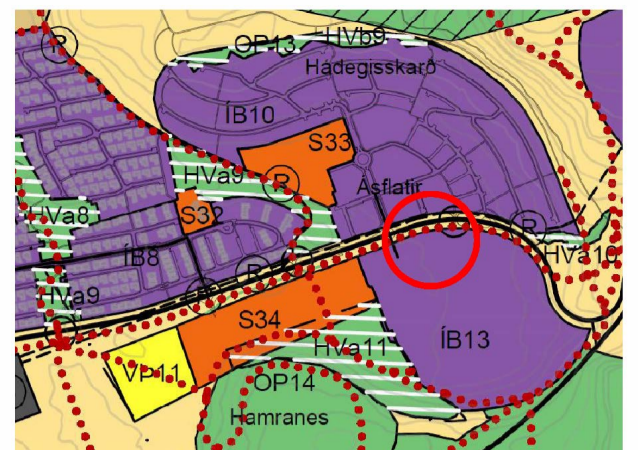 R
OP13
HVb9
Hádegisskarð
ÍB10
S33
HVa9
R
HVa8
S32
Ásflatir
R
R
ÍB8
HVa10
HVa9
R
R
S34
HVa11
ÍB13
VP11
OP14
Hamranes